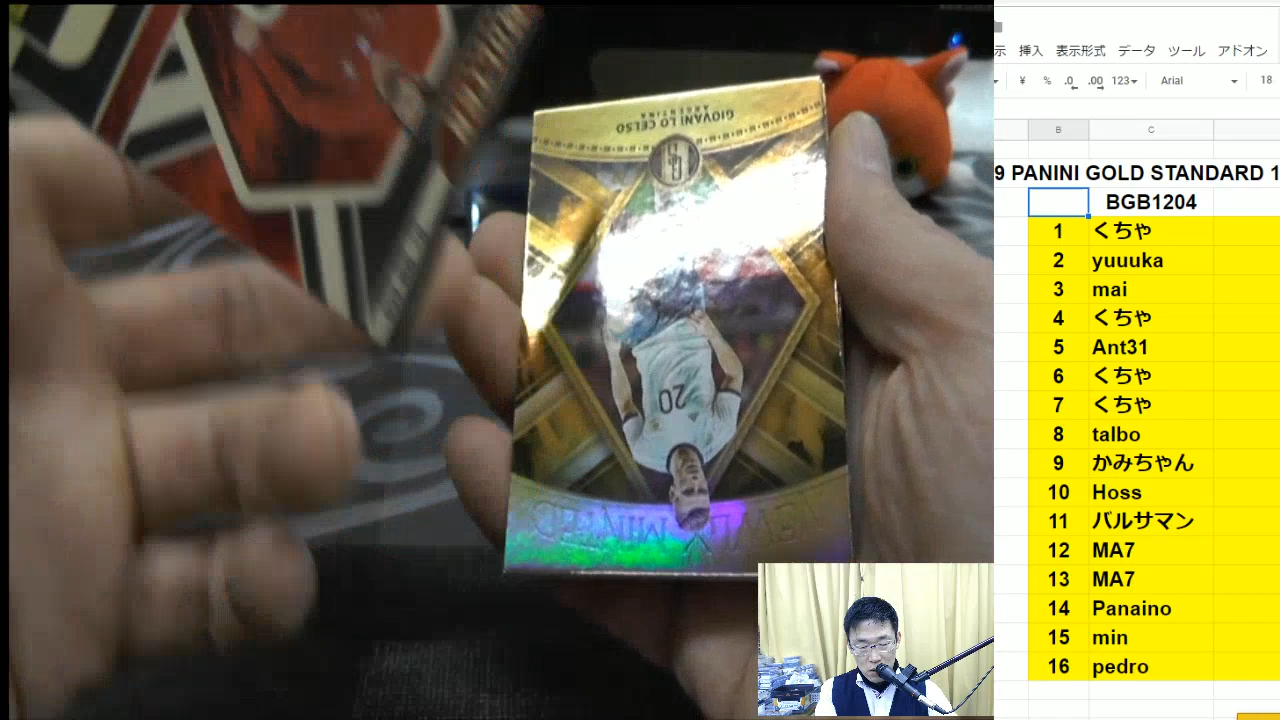 GIOVANI LO CELSO
ARGENTINA
20
NEWLY MINTED
示 挿入 表示形式 データ ツール アドオン
¥ % .0 .00 123 Arial 18
B C
9 PANINI GOLD STANDARD 1
BGB1204
1 くちゃ
2 yuuuka
3 mai
4 くちゃ
5 Ant31
6 くちゃ
7 くちゃ
8 talbo
9 かみちゃん
10 Hoss
11 バルサマン
12 MA7
13 MA7
14 Panaino
15 min
16 pedro